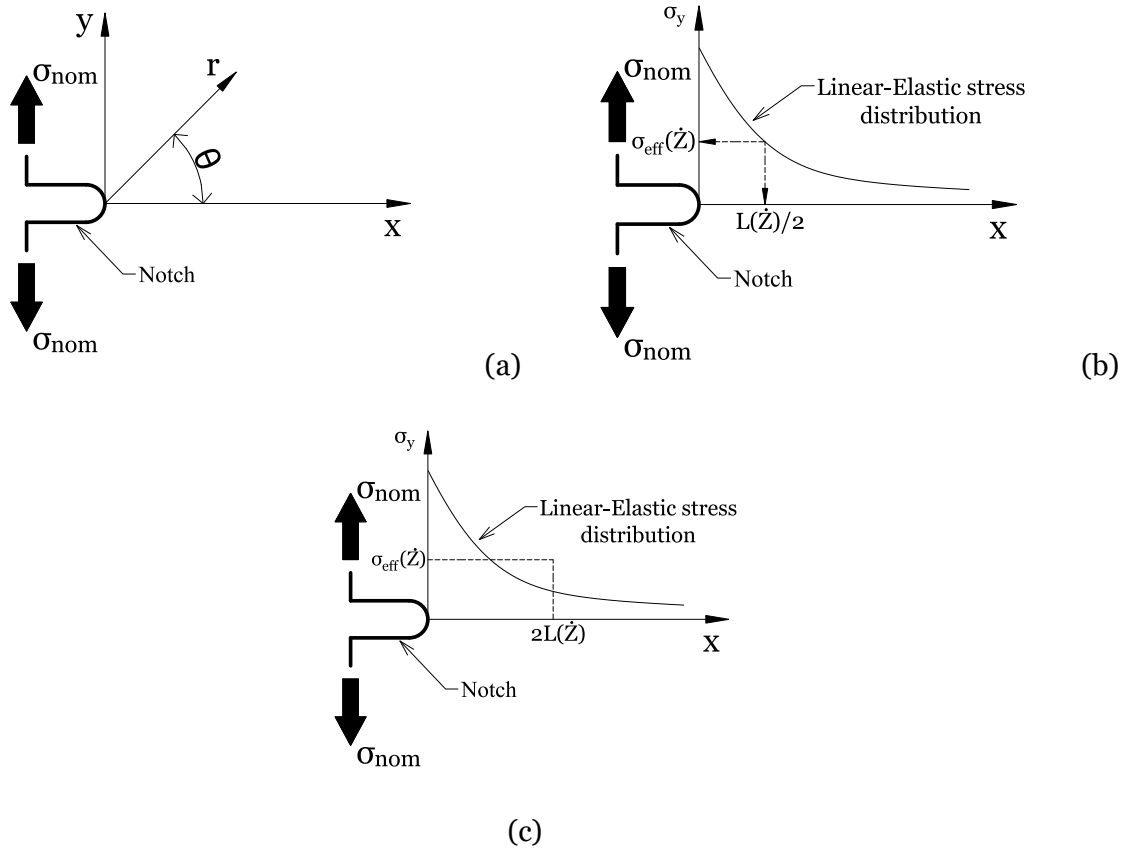 y
r
σnom
θ
x
Notch
σnom
(a)
σy
σnom
Linear-Elastic stress
distribution
σeff(Ż)
L(Ż)/2
x
Notch
σnom
(b)
σy
σnom
Linear-Elastic stress
distribution
σeff(Ż)
2L(Ż)
x
Notch
σnom
(c)